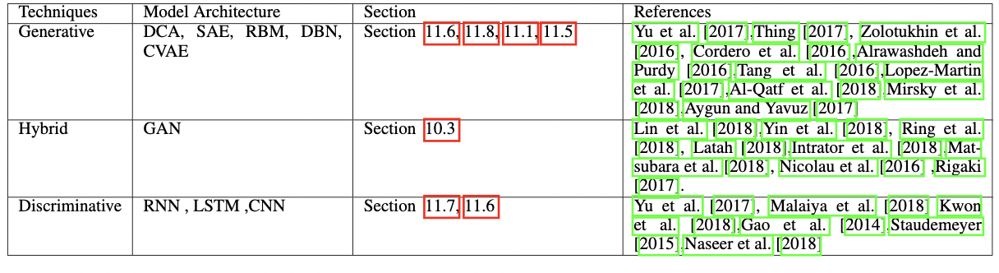 Techniques Model Architecture Section References
Generative DCA, SAE, RBM, DBN, Section 11.6, 11.8, 11.1, 11.5 Yu et al. [2017],Thing [2017], Zolotukhin et al.
CVAE [2016], Cordero et al. [2016],Alrawashdeh and
Purdy [2016],Tang et al. [2016],Lopez-Martin
et al. [2017],Al-Qatf et al. [2018],Mirsky et al.
[2018],Aygun and Yavuz [2017]
Hybrid GAN Section 10.3 Lin et al. [2018],Yin et al. [2018], Ring et al.
[2018], Latah [2018],Intrator et al. [2018],Mat-
subara et al. [2018], Nicolau et al. [2016] ,Rigaki
[2017].
Discriminative RNN , LSTM ,CNN Section 11.7, 11.6 Yu et al. [2017], Malaiya et al. [2018] Kwon
et al. [2018],Gao et al. [2014],Staudemeyer
[2015],Naseer et al. [2018]